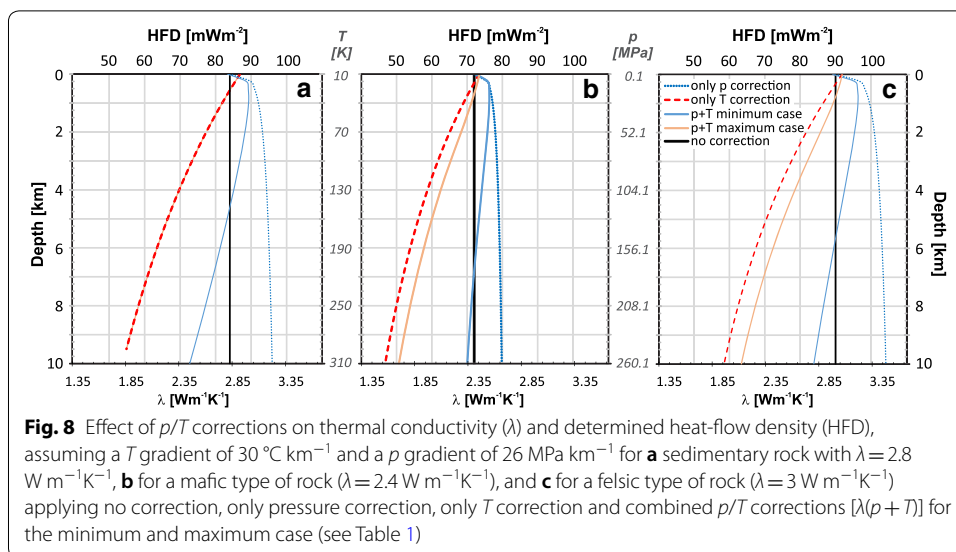 HFD [mWm-2] T [K] HFD [mWm-2] p [MPa] HFD [mWm-2]
50 60 70 80 90 100 50 60 70 80 90 100 50 60 70 80 90 100
0 a 10 b 0.1 c 0
only p correction
only T correction
p+T minimum case
p+T maximum case
no correction
2 70 52.1 2
4 130 104.1 4
Depth [km] Depth [km]
6 190 156.1 6
8 250 208.1 8
10 310 260.1 10
1.35 1.85 2.35 2.85 3.35 1.35 1.85 2.35 2.85 3.35 1.35 1.85 2.35 2.85 3.35
λ [Wm-1K-1] λ [Wm-1K-1] λ [Wm-1K-1]
Fig. 8 Effect of p/T corrections on thermal conductivity (λ) and determined heat-flow density (HFD),
assuming a T gradient of 30 °C km−1 and a p gradient of 26 MPa km−1 for a sedimentary rock with λ = 2.8
W m−1K−1, b for a mafic type of rock (λ = 2.4 W m−1K−1), and c for a felsic type of rock (λ = 3 W m−1K−1)
applying no correction, only pressure correction, only T correction and combined p/T corrections [λ(p + T)] for
the minimum and maximum case (see Table 1)